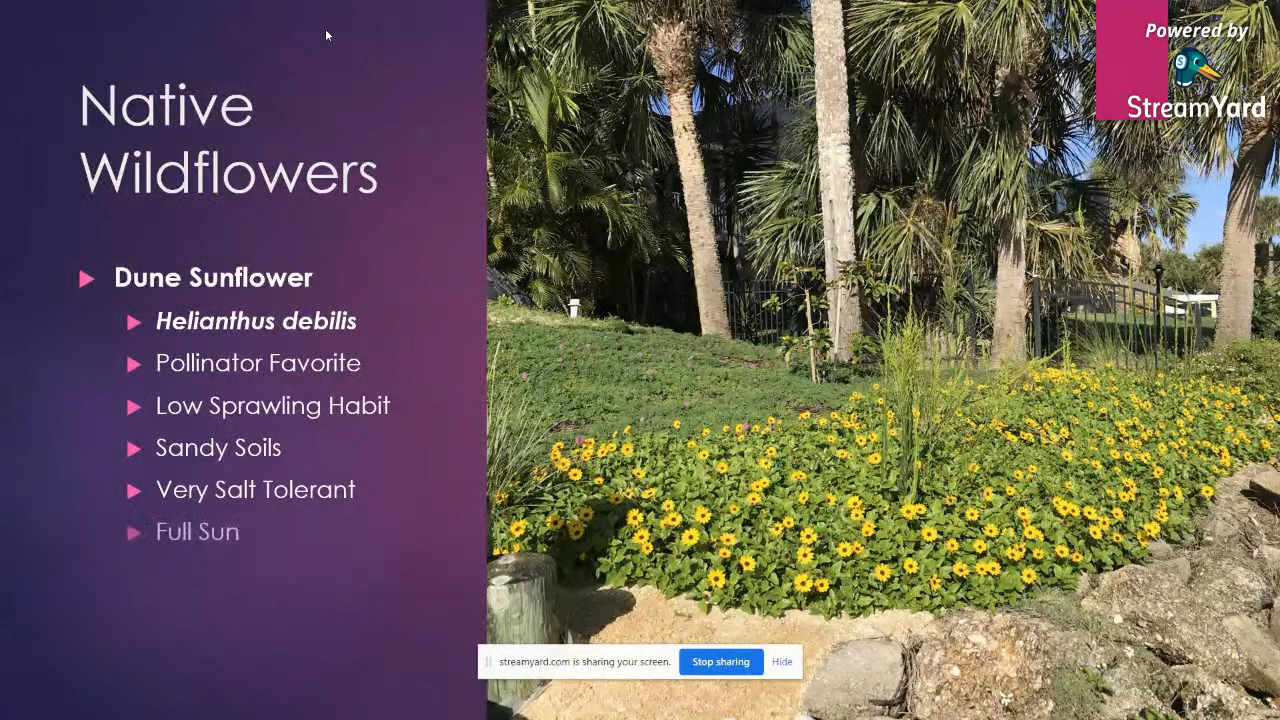 Native
Wildflowers
Dune Sunflower
Helianthus debilis
Pollinator Favorite
Low Sprawling Habit
Sandy Soils
Very Salt Tolerant
Full Sun
Powered by
StreamYard
streamyard.com is sharing your screen.
Stop sharing
Hide